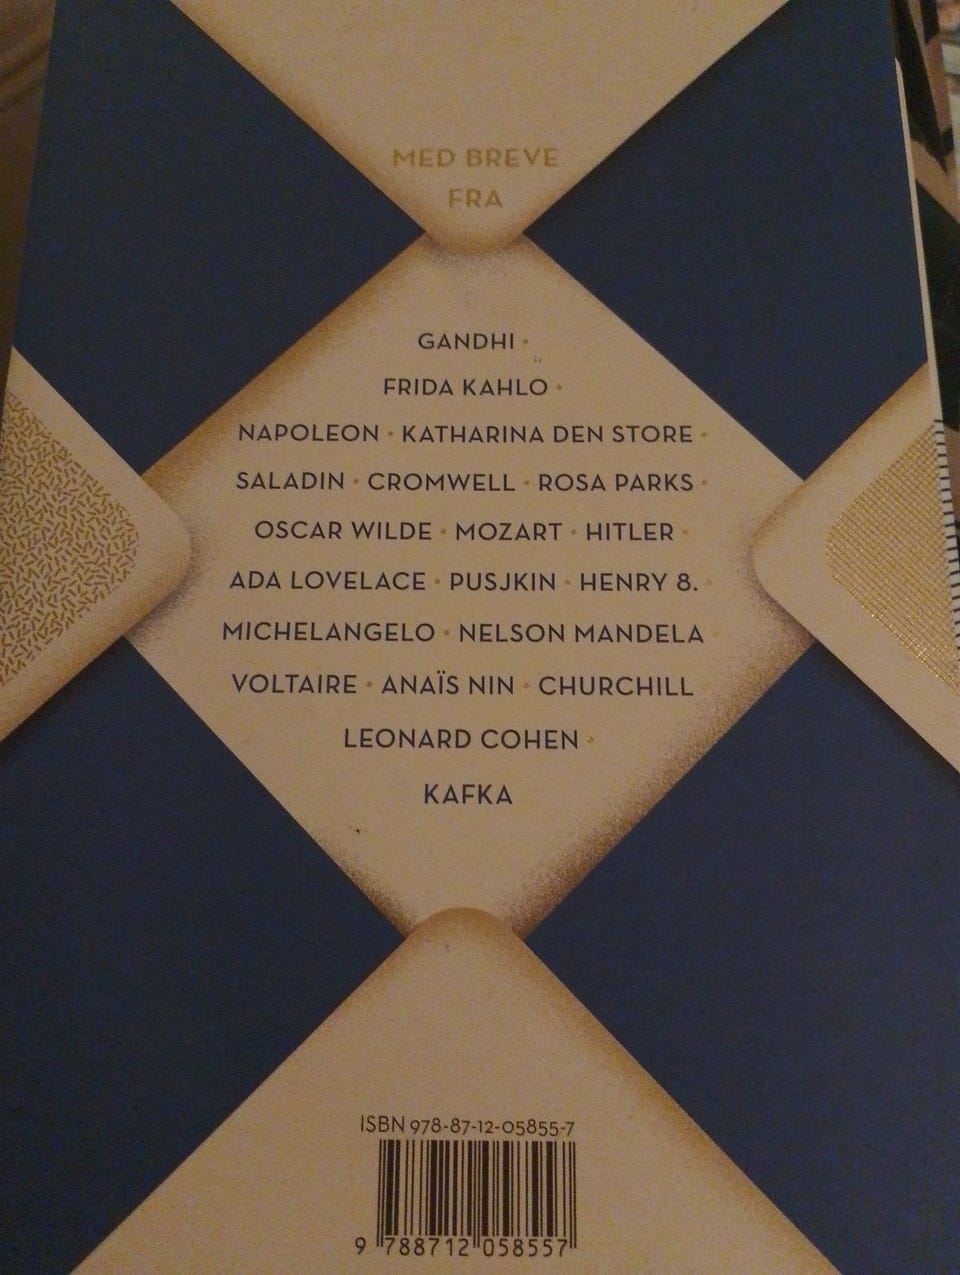 MED BREVE
FRA
GANDHI ·
FRIDA KAHLO ·
NAPOLEON · KATHARINA DEN STORE ·
SALADIN · CROMWELL · ROSA PARKS ·
OSCAR WILDE · MOZART · HITLER ·
ADA LOVELACE · PUSJKIN · HENRY 8. ·
MICHELANGELO · NELSON MANDELA ·
VOLTAIRE · ANAÏS NIN · CHURCHILL ·
LEONARD COHEN ·
KAFKA
ISBN 978-87-12-05855-7
9 788712 058557